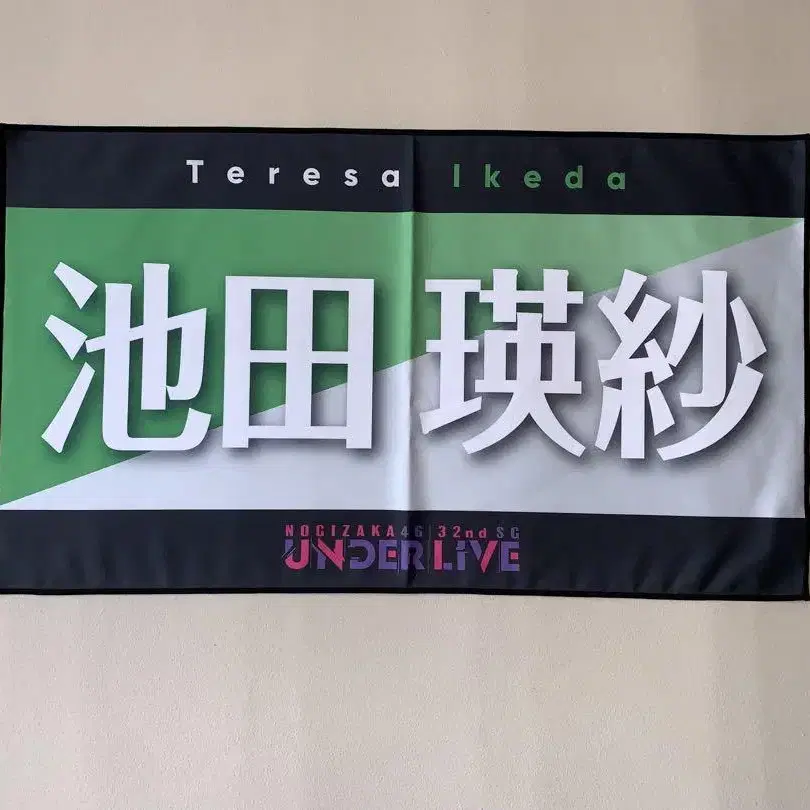 Teresa Ikeda
池田 瑛紗
NOGIZAKA46 32nd SG
UNDER LIVE